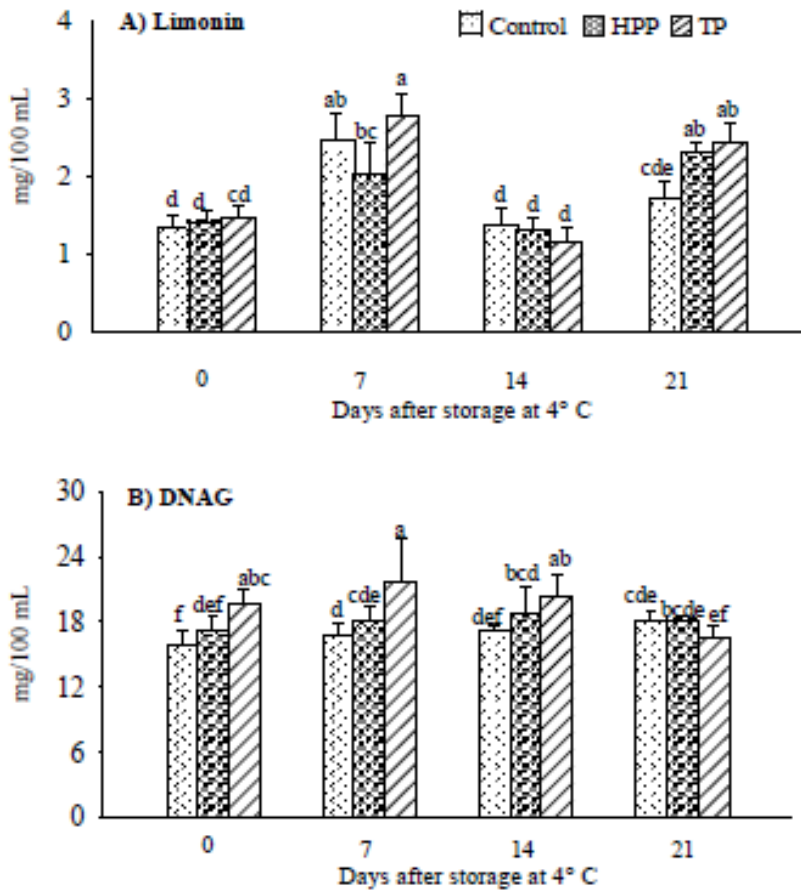 A) Limonin
Control HPP TP
4
3
2
1
0
mg/100 mL
d d cd
ab bc a
d d d
cde ab ab
0 7 14 21
Days after storage at 4° C
B) DNAG
30
24
18
12
6
0
mg/100 mL
f def abc
d cde a
def bcd ab
cde bcde ef
0 7 14 21
Days after storage at 4° C